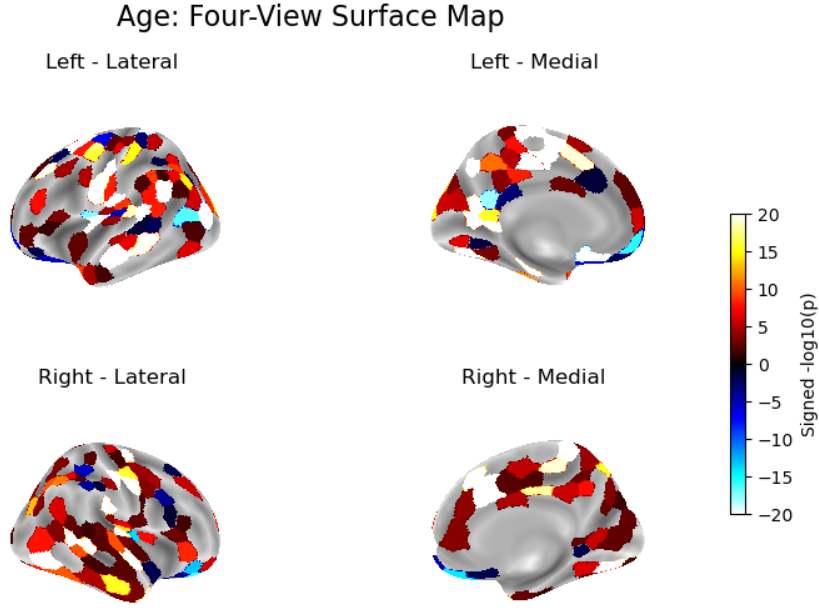 Age: Four-View Surface Map
Left - Lateral
Left - Medial
Right - Lateral
Right - Medial
20
15
10
5
0
−5
−10
−15
−20
Signed -log10(p)